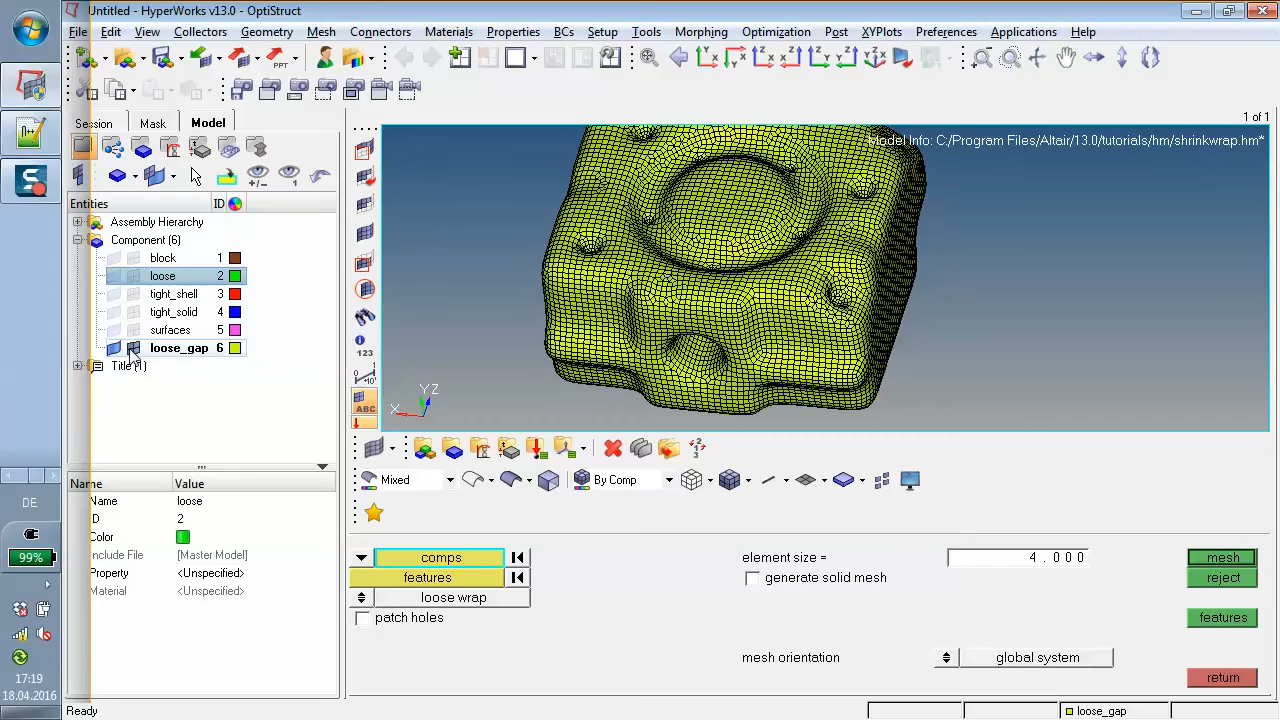 Untitled - HyperWorks v13.0 - OptiStruct
File Edit View Collectors Geometry Mesh Connectors Materials Properties BCs Setup Tools Morphing Optimization Post XYPlots Preferences Applications Help
PPT
Session Mask Model
1 of 1
Model Info: C:/Program Files/Altair/13.0/tutorials/hm/shrinkwrap.hm*
Entities ID
Assembly Hierarchy
Component (6)
block 1
loose 2
tight_shell 3
tight_solid 4
surfaces 5
loose_gap 6
Title (1)
123
ABC
YZ
X
Name Value
Name loose
ID 2
Color
Include File [Master Model]
Property <Unspecified>
Material <Unspecified>
Mixed By Comp
comps
features
loose wrap
patch holes
element size = 4.000
generate solid mesh
mesh orientation global system
mesh
reject
features
return
DE
99%
17:19
18.04.2016
Ready
loose_gap